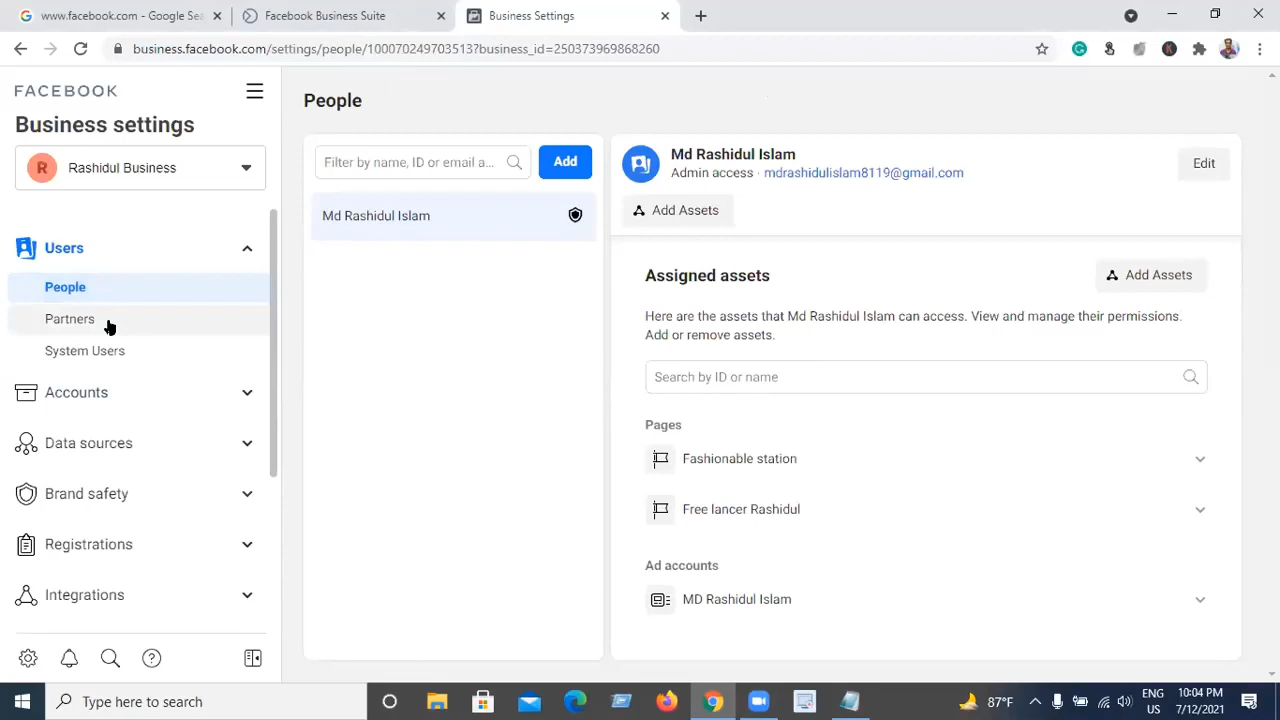 www.facebook.com - Google Sea
Facebook Business Suite
Business Settings
business.facebook.com/settings/people/100070249703513?business_id=250373969868260
FACEBOOK
Business settings
R
Rashidul Business
Users
People
Partners
System Users
Accounts
Data sources
Brand safety
Registrations
Integrations
People
Filter by name, ID or email a...
Add
Md Rashidul Islam
Md Rashidul Islam
Admin access · mdrashidulislam8119@gmail.com
Edit
Add Assets
Assigned assets
Add Assets
Here are the assets that Md Rashidul Islam can access. View and manage their permissions.
Add or remove assets.
Search by ID or name
Pages
Fashionable station
Free lancer Rashidul
Ad accounts
MD Rashidul Islam
Type here to search
87°F
ENG
US
10:04 PM
7/12/2021